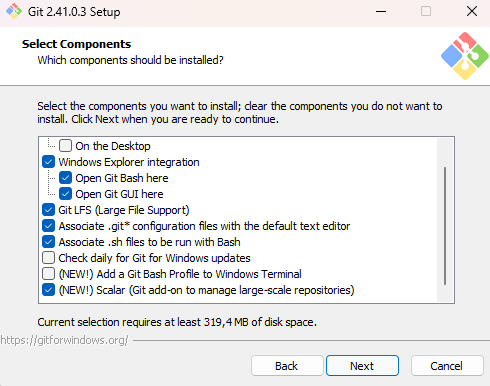 Git 2.41.0.3 Setup
Select Components
Which components should be installed?
Select the components you want to install; clear the components you do not want to
install. Click Next when you are ready to continue.
On the Desktop
Windows Explorer integration
Open Git Bash here
Open Git GUI here
Git LFS (Large File Support)
Associate .git* configuration files with the default text editor
Associate .sh files to be run with Bash
Check daily for Git for Windows updates
(NEW!) Add a Git Bash Profile to Windows Terminal
(NEW!) Scalar (Git add-on to manage large-scale repositories)
Current selection requires at least 319,4 MB of disk space.
https://gitforwindows.org/
Back Next Cancel